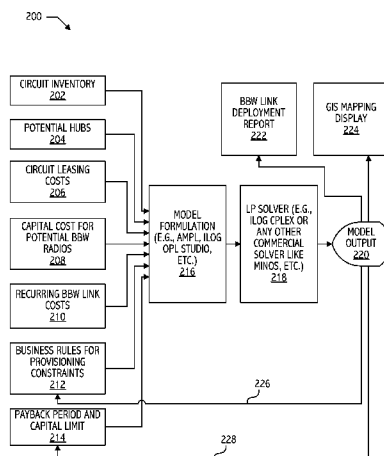 200
CIRCUIT INVENTORY
202
POTENTIAL HUBS
204
CIRCUIT LEASING
COSTS
206
CAPITAL COST FOR
POTENTIAL BBW
RADIOS
208
RECURRING BBW LINK
COSTS
210
BUSINESS RULES FOR
PROVISIONING
CONSTRAINTS
212
PAYBACK PERIOD AND
CAPITAL LIMIT
214
MODEL
FORMULATION
(E.G., AMPL, ILOG
OPL STUDIO,
ETC.)
216
LP SOLVER (E.G.,
ILOG CPLEX OR
ANY OTHER
COMMERCIAL
SOLVER LIKE
MINOS, ETC.)
218
BBW LINK
DEPLOYMENT
REPORT
222
GIS MAPPING
DISPLAY
224
MODEL
OUTPUT
220
226
228